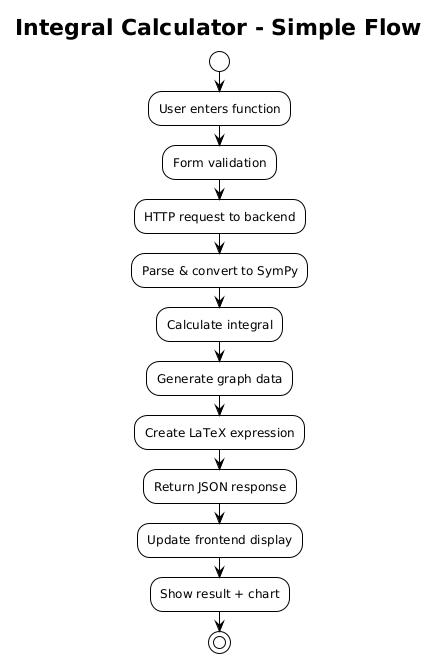 Integral Calculator - Simple Flow
User enters function
Form validation
HTTP request to backend
Parse & convert to SymPy
Calculate integral
Generate graph data
Create LaTeX expression
Return JSON response
Update frontend display
Show result + chart